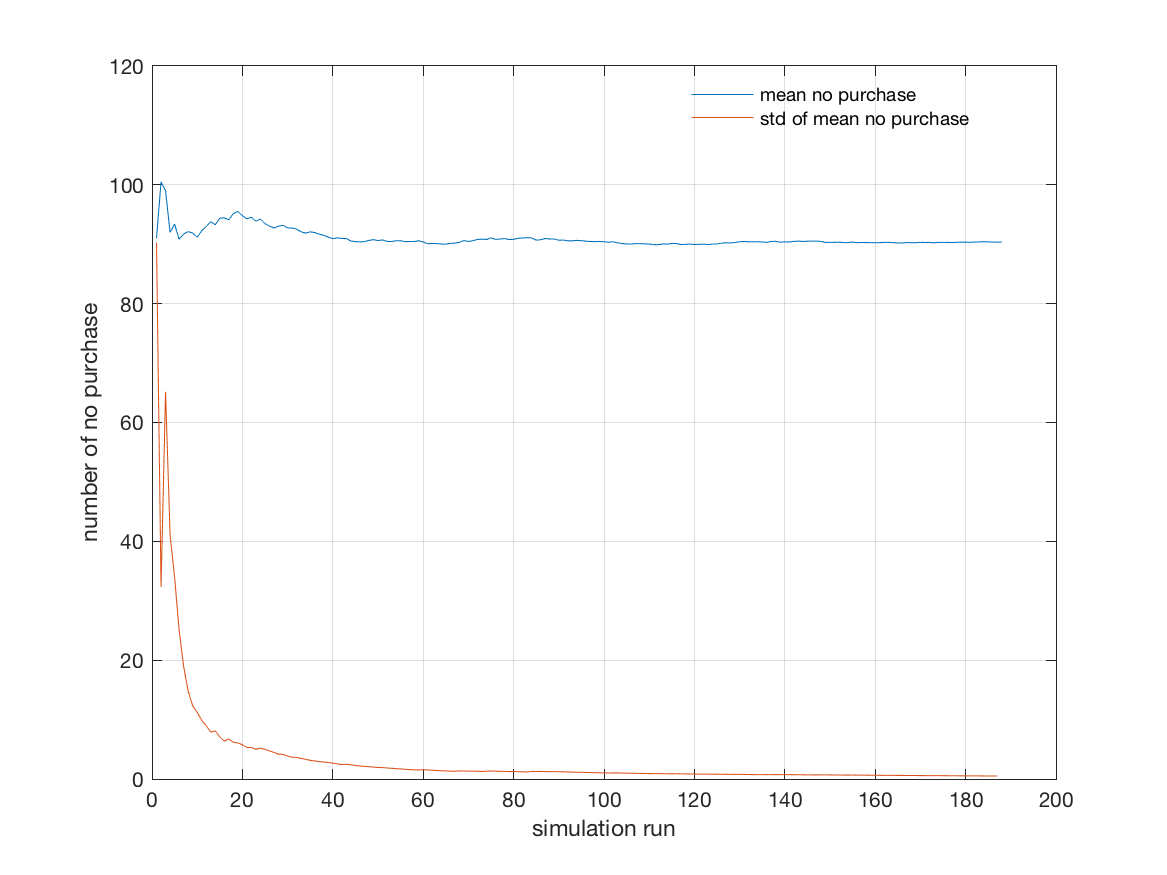 120
100
80
60
40
20
0
number of no purchase
mean no purchase
std of mean no purchase
0 20 40 60 80 100 120 140 160 180 200
simulation run